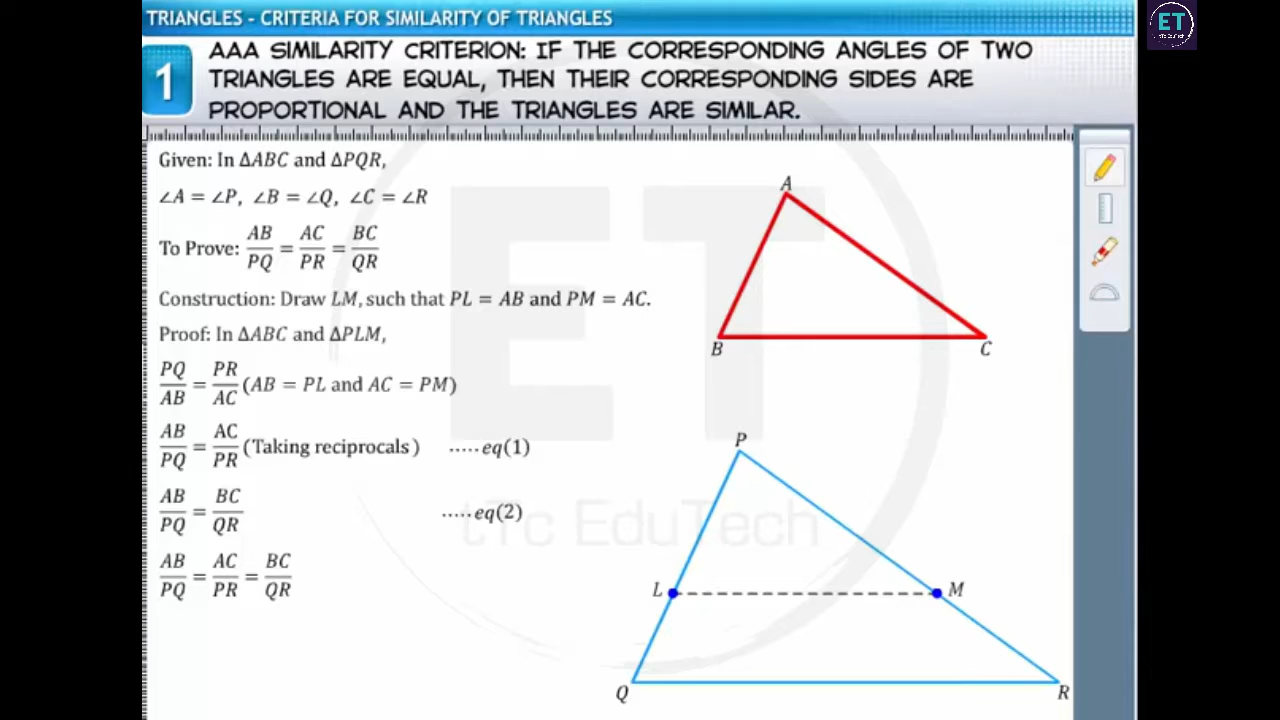 TRIANGLES - CRITERIA FOR SIMILARITY OF TRIANGLES
ET
1
AAA SIMILARITY CRITERION: IF THE CORRESPONDING ANGLES OF TWO
TRIANGLES ARE EQUAL, THEN THEIR CORRESPONDING SIDES ARE
PROPORTIONAL AND THE TRIANGLES ARE SIMILAR.
Given: In ΔABC and ΔPQR,
∠A = ∠P, ∠B = ∠Q, ∠C = ∠R
To Prove: AB/PQ = AC/PR = BC/QR
Construction: Draw LM, such that PL = AB and PM = AC.
Proof: In ΔABC and ΔPLM,
PQ/AB = PR/AC (AB = PL and AC = PM)
AB/PQ = AC/PR (Taking reciprocals) ..... eq(1)
AB/PQ = BC/QR ..... eq(2)
AB/PQ = AC/PR = BC/QR
A
B
C
P
L
M
Q
R
ET
tTc EduTech